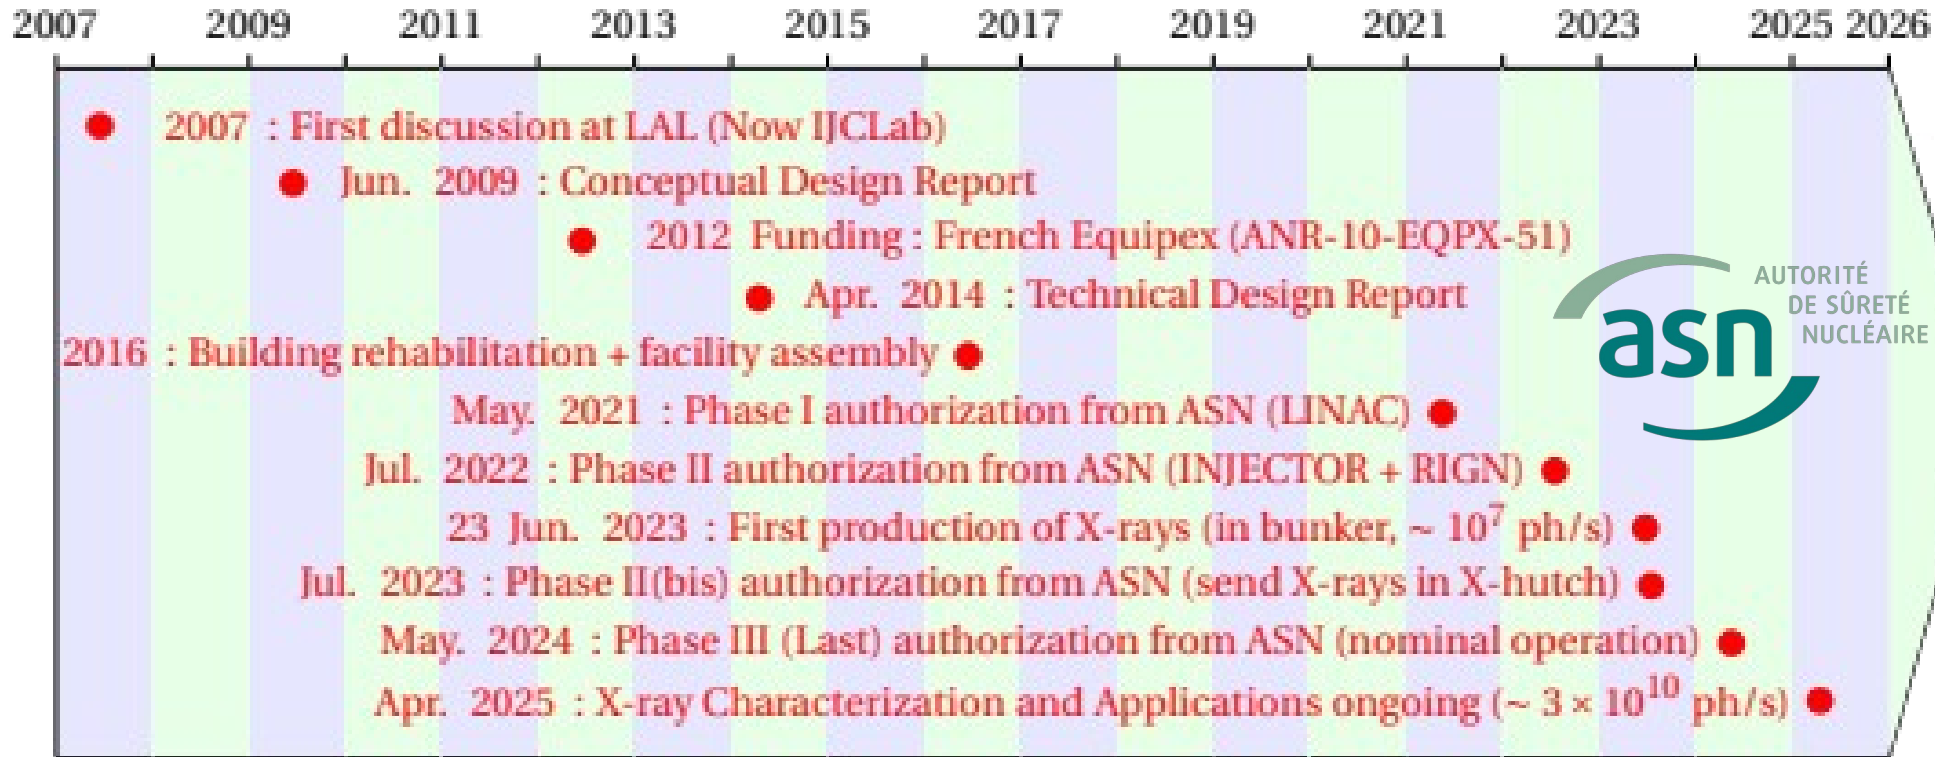 2007 2009 2011 2013 2015 2017 2019 2021 2023 2025 2026
2007 : First discussion at LAL (Now IJCLab)
Jun. 2009 : Conceptual Design Report
2012 Funding : French Equipex (ANR-10-EQPX-51)
Apr. 2014 : Technical Design Report
2016 : Building rehabilitation + facility assembly
May. 2021 : Phase I authorization from ASN (LINAC)
Jul. 2022 : Phase II authorization from ASN (INJECTOR + RIGN)
23 Jun. 2023 : First production of X-rays (in bunker, ~ 10⁷ ph/s)
Jul. 2023 : Phase II(bis) authorization from ASN (send X-rays in X-hutch)
May. 2024 : Phase III (Last) authorization from ASN (nominal operation)
Apr. 2025 : X-ray Characterization and Applications ongoing (~ 3 × 10¹⁰ ph/s)
asn
AUTORITÉ
DE SÛRETÉ
NUCLÉAIRE